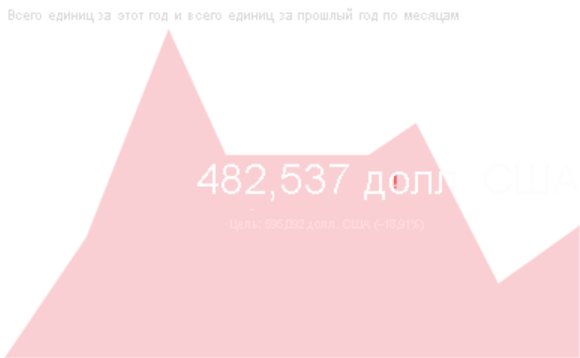 Всего единиц за этот год и всего единиц за прошлый год по месяцам
482,537 долл. США
!
Цель: долл. США